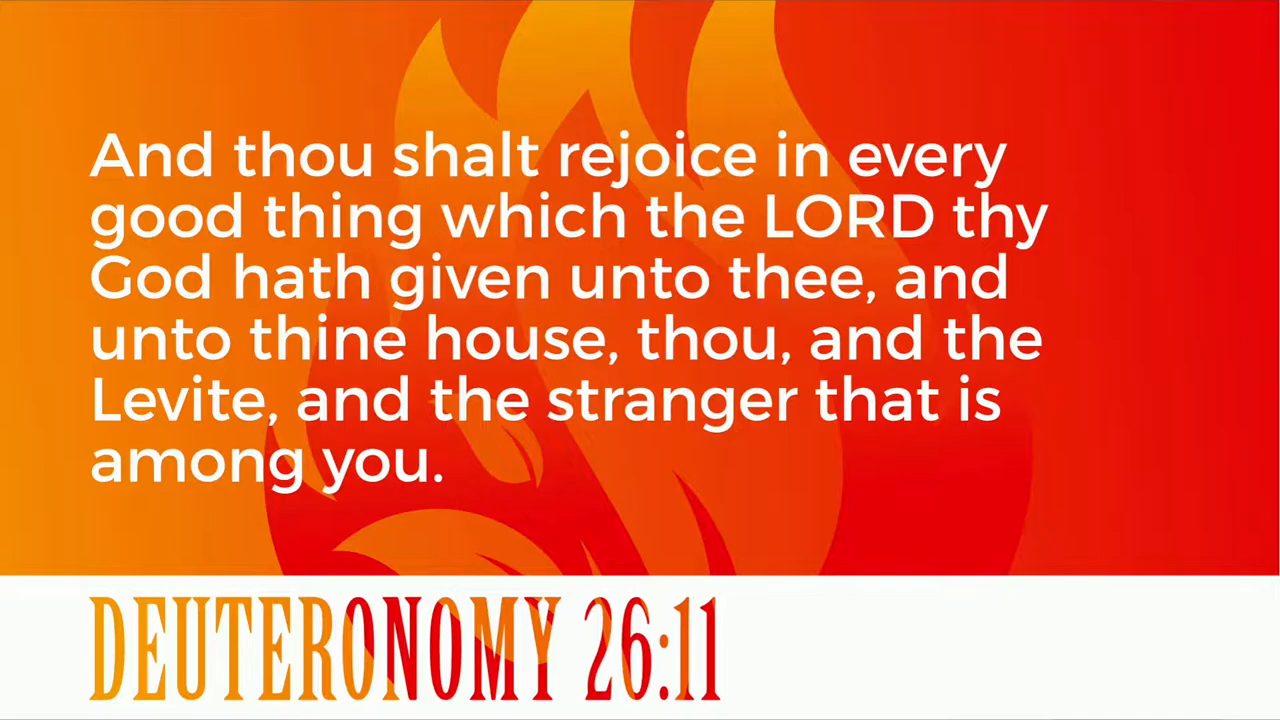 And thou shalt rejoice in every
good thing which the LORD thy
God hath given unto thee, and
unto thine house, thou, and the
Levite, and the stranger that is
among you.
DEUTERONOMY 26:11